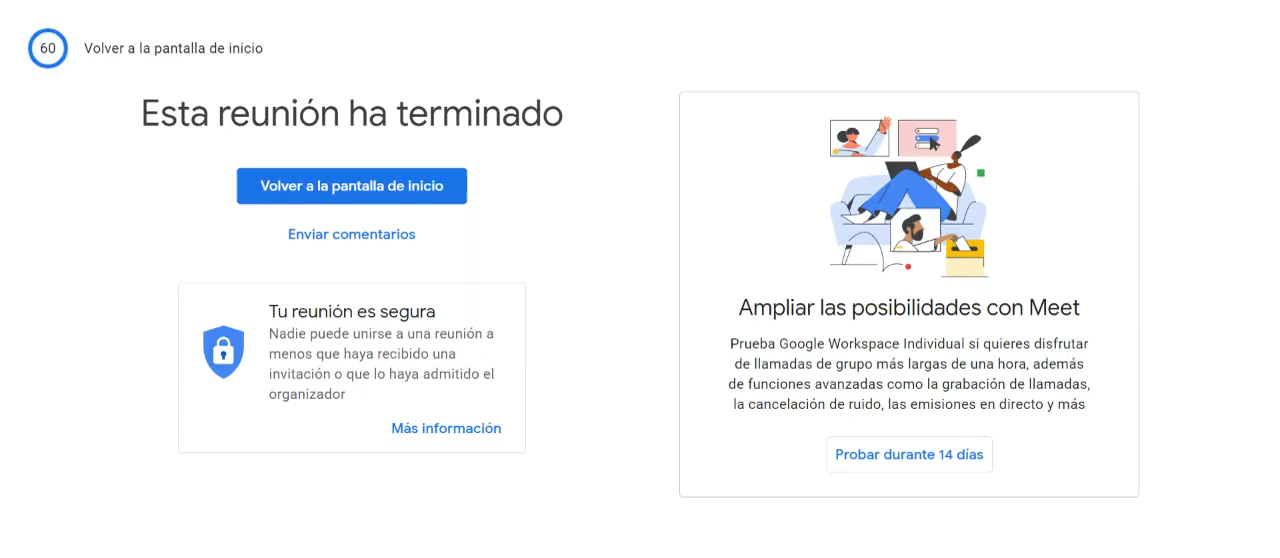 60
Volver a la pantalla de inicio
Esta reunión ha terminado
Volver a la pantalla de inicio
Enviar comentarios
Tu reunión es segura
Nadie puede unirse a una reunión a
menos que haya recibido una
invitación o que lo haya admitido el
organizador
Más información
Ampliar las posibilidades con Meet
Prueba Google Workspace Individual si quieres disfrutar
de llamadas de grupo más largas de una hora, además
de funciones avanzadas como la grabación de llamadas,
la cancelación de ruido, las emisiones en directo y más
Probar durante 14 días